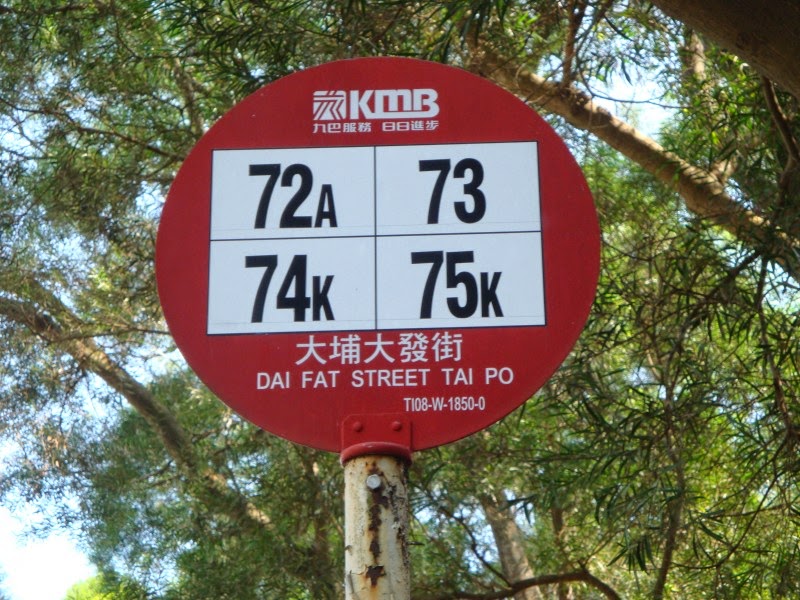 KMB
九巴服務 日日進步
72A 73
74K 75K
大埔大發街
DAI FAT STREET TAI PO
TI08-W-1850-0